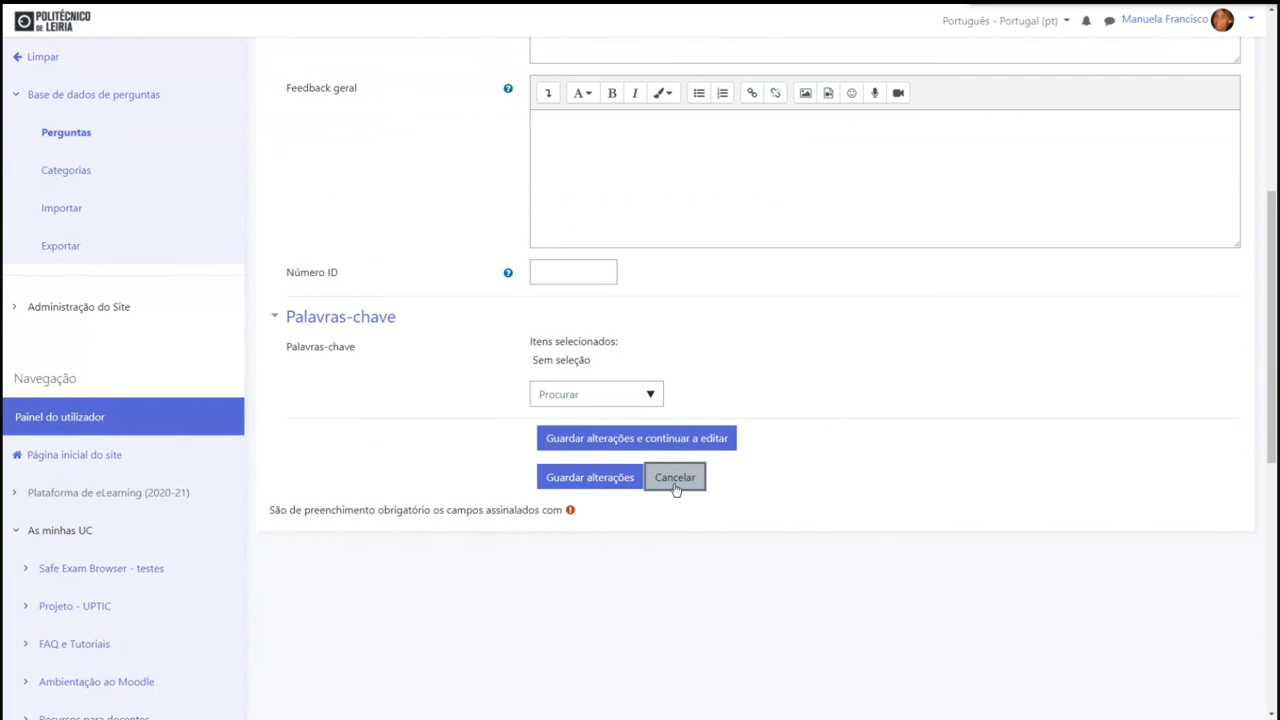 POLITÉCNICO
DE LEIRIA
Português - Portugal (pt)
Manuela Francisco
Limpar
Base de dados de perguntas
Perguntas
Categorias
Importar
Exportar
Administração do Site
Navegação
Painel do utilizador
Página inicial do site
Plataforma de eLearning (2020-21)
As minhas UC
Safe Exam Browser - testes
Projeto - UPTIC
FAQ e Tutoriais
Ambientação ao Moodle
Recursos para docentes
Feedback geral
A
B
I
Número ID
Palavras-chave
Palavras-chave
Itens selecionados:
Sem seleção
Procurar
Guardar alterações e continuar a editar
Guardar alterações
Cancelar
São de preenchimento obrigatório os campos assinalados com